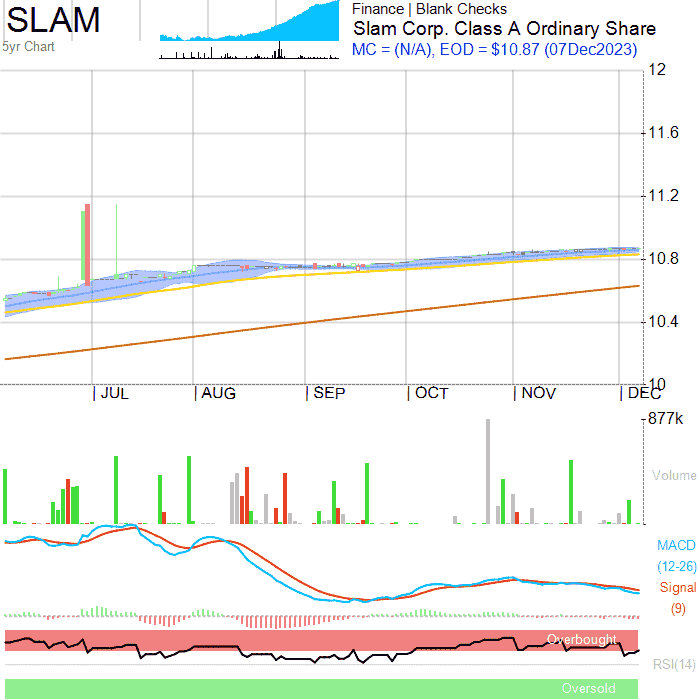 SLAM
5yr Chart
Finance | Blank Checks
Slam Corp. Class A Ordinary Share
MC = (N/A), EOD = $10.87 (07Dec2023)
12
11.6
11.2
10.8
10.4
10
JUL AUG SEP OCT NOV DEC
877k
Volume
MACD
(12-26)
Signal
(9)
Overbought
RSI(14)
Oversold